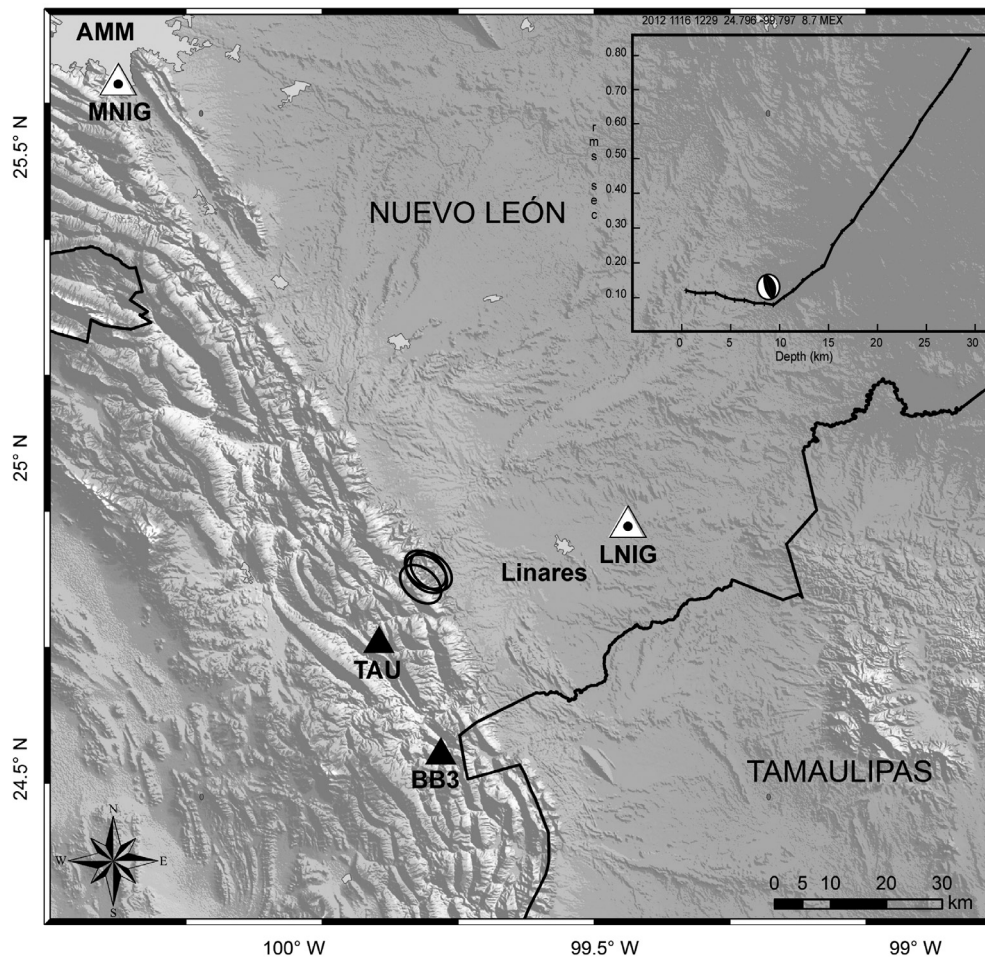 2012 1116 1229 24.796 -99.797 8.7 MEX
AMM
MNIG
25.5° N
NUEVO LEÓN
rms sec
0.80
0.70
0.60
0.50
0.40
0.30
0.20
0.10
0 5 10 15 20 25 30
Depth (km)
25° N
LNIG
Linares
TAU
24.5° N
BB3
TAMAULIPAS
N
W E
S
0 5 10 20 30 km
100° W 99.5° W 99° W